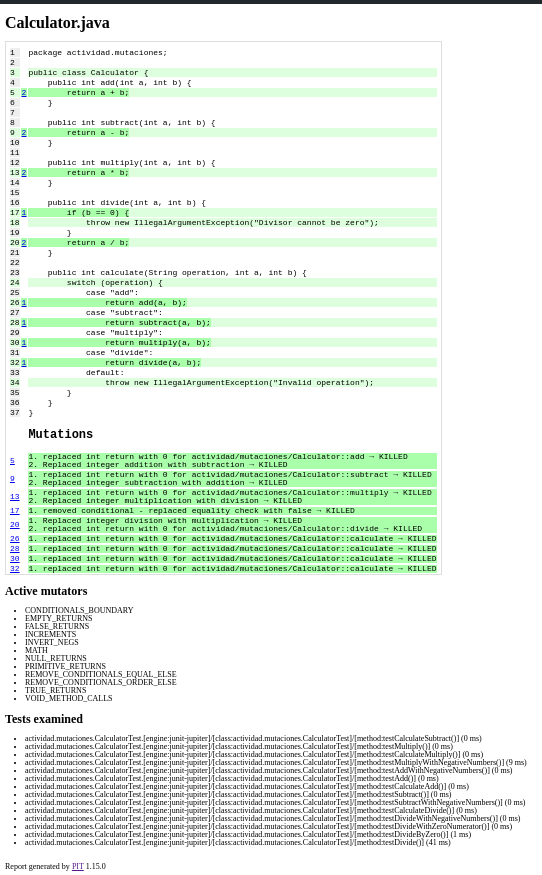 Calculator.java
1 package actividad.mutaciones;
2
3 public class Calculator {
4 public int add(int a, int b) {
5 2 return a + b;
6 }
7
8 public int subtract(int a, int b) {
9 2 return a - b;
10 }
11
12 public int multiply(int a, int b) {
13 2 return a * b;
14 }
15
16 public int divide(int a, int b) {
17 1 if (b == 0) {
18 throw new IllegalArgumentException("Divisor cannot be zero");
19 }
20 2 return a / b;
21 }
22
23 public int calculate(String operation, int a, int b) {
24 switch (operation) {
25 case "add":
26 1 return add(a, b);
27 case "subtract":
28 1 return subtract(a, b);
29 case "multiply":
30 1 return multiply(a, b);
31 case "divide":
32 1 return divide(a, b);
33 default:
34 throw new IllegalArgumentException("Invalid operation");
35 }
36 }
37 }
Mutations
5 1. replaced int return with 0 for actividad/mutaciones/Calculator::add → KILLED
2. Replaced integer addition with subtraction → KILLED
9 1. replaced int return with 0 for actividad/mutaciones/Calculator::subtract → KILLED
2. Replaced integer subtraction with addition → KILLED
13 1. replaced int return with 0 for actividad/mutaciones/Calculator::multiply → KILLED
2. Replaced integer multiplication with division → KILLED
17 1. removed conditional - replaced equality check with false → KILLED
20 1. Replaced integer division with multiplication → KILLED
2. replaced int return with 0 for actividad/mutaciones/Calculator::divide → KILLED
26 1. replaced int return with 0 for actividad/mutaciones/Calculator::calculate → KILLED
28 1. replaced int return with 0 for actividad/mutaciones/Calculator::calculate → KILLED
30 1. replaced int return with 0 for actividad/mutaciones/Calculator::calculate → KILLED
32 1. replaced int return with 0 for actividad/mutaciones/Calculator::calculate → KILLED
Active mutators
• CONDITIONALS_BOUNDARY
• EMPTY_RETURNS
• FALSE_RETURNS
• INCREMENTS
• INVERT_NEGS
• MATH
• NULL_RETURNS
• PRIMITIVE_RETURNS
• REMOVE_CONDITIONALS_EQUAL_ELSE
• REMOVE_CONDITIONALS_ORDER_ELSE
• TRUE_RETURNS
• VOID_METHOD_CALLS
Tests examined
• actividad.mutaciones.CalculatorTest.[engine:junit-jupiter]/[class:actividad.mutaciones.CalculatorTest]/[method:testCalculateSubtract()] (0 ms)
• actividad.mutaciones.CalculatorTest.[engine:junit-jupiter]/[class:actividad.mutaciones.CalculatorTest]/[method:testMultiply()] (0 ms)
• actividad.mutaciones.CalculatorTest.[engine:junit-jupiter]/[class:actividad.mutaciones.CalculatorTest]/[method:testCalculateMultiply()] (0 ms)
• actividad.mutaciones.CalculatorTest.[engine:junit-jupiter]/[class:actividad.mutaciones.CalculatorTest]/[method:testMultiplyWithNegativeNumbers()] (9 ms)
• actividad.mutaciones.CalculatorTest.[engine:junit-jupiter]/[class:actividad.mutaciones.CalculatorTest]/[method:testAddWithNegativeNumbers()] (0 ms)
• actividad.mutaciones.CalculatorTest.[engine:junit-jupiter]/[class:actividad.mutaciones.CalculatorTest]/[method:testAdd()] (0 ms)
• actividad.mutaciones.CalculatorTest.[engine:junit-jupiter]/[class:actividad.mutaciones.CalculatorTest]/[method:testCalculateAdd()] (0 ms)
• actividad.mutaciones.CalculatorTest.[engine:junit-jupiter]/[class:actividad.mutaciones.CalculatorTest]/[method:testSubtract()] (0 ms)
• actividad.mutaciones.CalculatorTest.[engine:junit-jupiter]/[class:actividad.mutaciones.CalculatorTest]/[method:testSubtractWithNegativeNumbers()] (0 ms)
• actividad.mutaciones.CalculatorTest.[engine:junit-jupiter]/[class:actividad.mutaciones.CalculatorTest]/[method:testCalculateDivide()] (0 ms)
• actividad.mutaciones.CalculatorTest.[engine:junit-jupiter]/[class:actividad.mutaciones.CalculatorTest]/[method:testDivideWithNegativeNumbers()] (0 ms)
• actividad.mutaciones.CalculatorTest.[engine:junit-jupiter]/[class:actividad.mutaciones.CalculatorTest]/[method:testDivideWithZeroNumerator()] (0 ms)
• actividad.mutaciones.CalculatorTest.[engine:junit-jupiter]/[class:actividad.mutaciones.CalculatorTest]/[method:testDivideByZero()] (1 ms)
• actividad.mutaciones.CalculatorTest.[engine:junit-jupiter]/[class:actividad.mutaciones.CalculatorTest]/[method:testDivide()] (41 ms)
Report generated by PIT 1.15.0